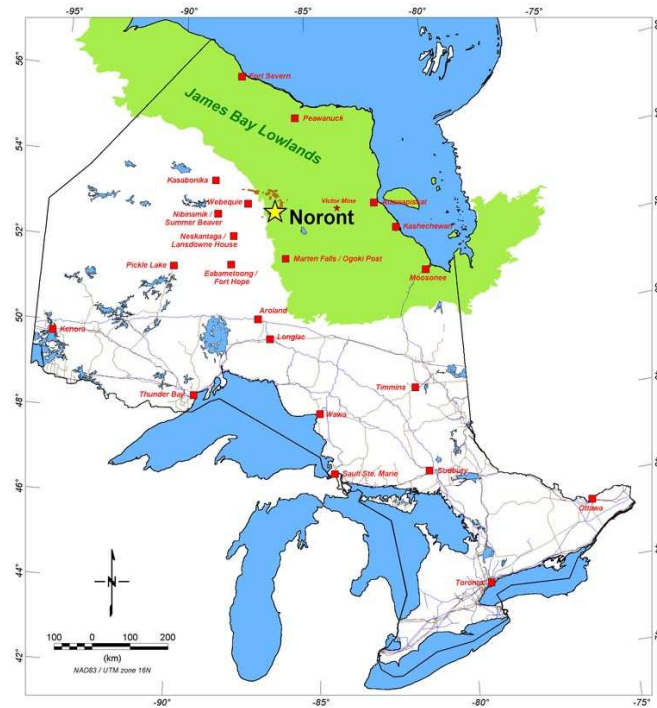 -95°
-90°
-85°
-80°
-75°
56°
54°
52°
50°
48°
46°
44°
42°
Fort Severn
Peawanuck
James Bay Lowlands
Kasabonika
Webequie
Nibinamik /
Summer Beaver
Noront
Victor Mine
Attawapiskat
Kashechewan
Neskantaga /
Lansdowne House
Pickle Lake
Eabametoong /
Fort Hope
Marten Falls / Ogoki Post
Moosonee
Aroland
Longlac
Kenora
Thunder Bay
Timmins
Wawa
Sault Ste. Marie
Sudbury
Ottawa
Toronto
N
100 0 100 200
(km)
NAD83 / UTM zone 16N
-90°
-85°
-80°
-75°